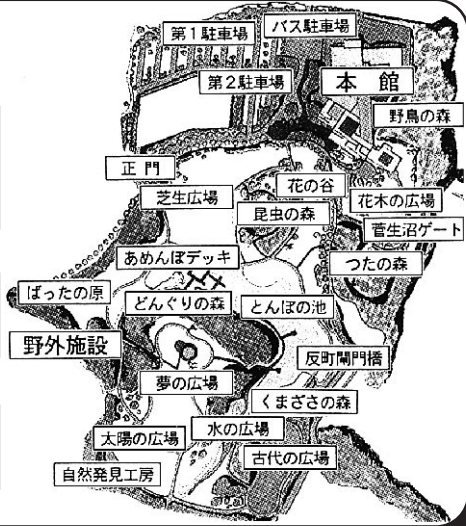 第1駐車場
バス駐車場
第2駐車場
本館
野鳥の森
正門
花の谷
芝生広場
花木の広場
昆虫の森
菅生沼ゲート
あめんぼデッキ
つたの森
ばったの原
どんぐりの森
とんぼの池
野外施設
反町閘門橋
夢の広場
くまざさの森
太陽の広場
水の広場
古代の広場
自然発見工房